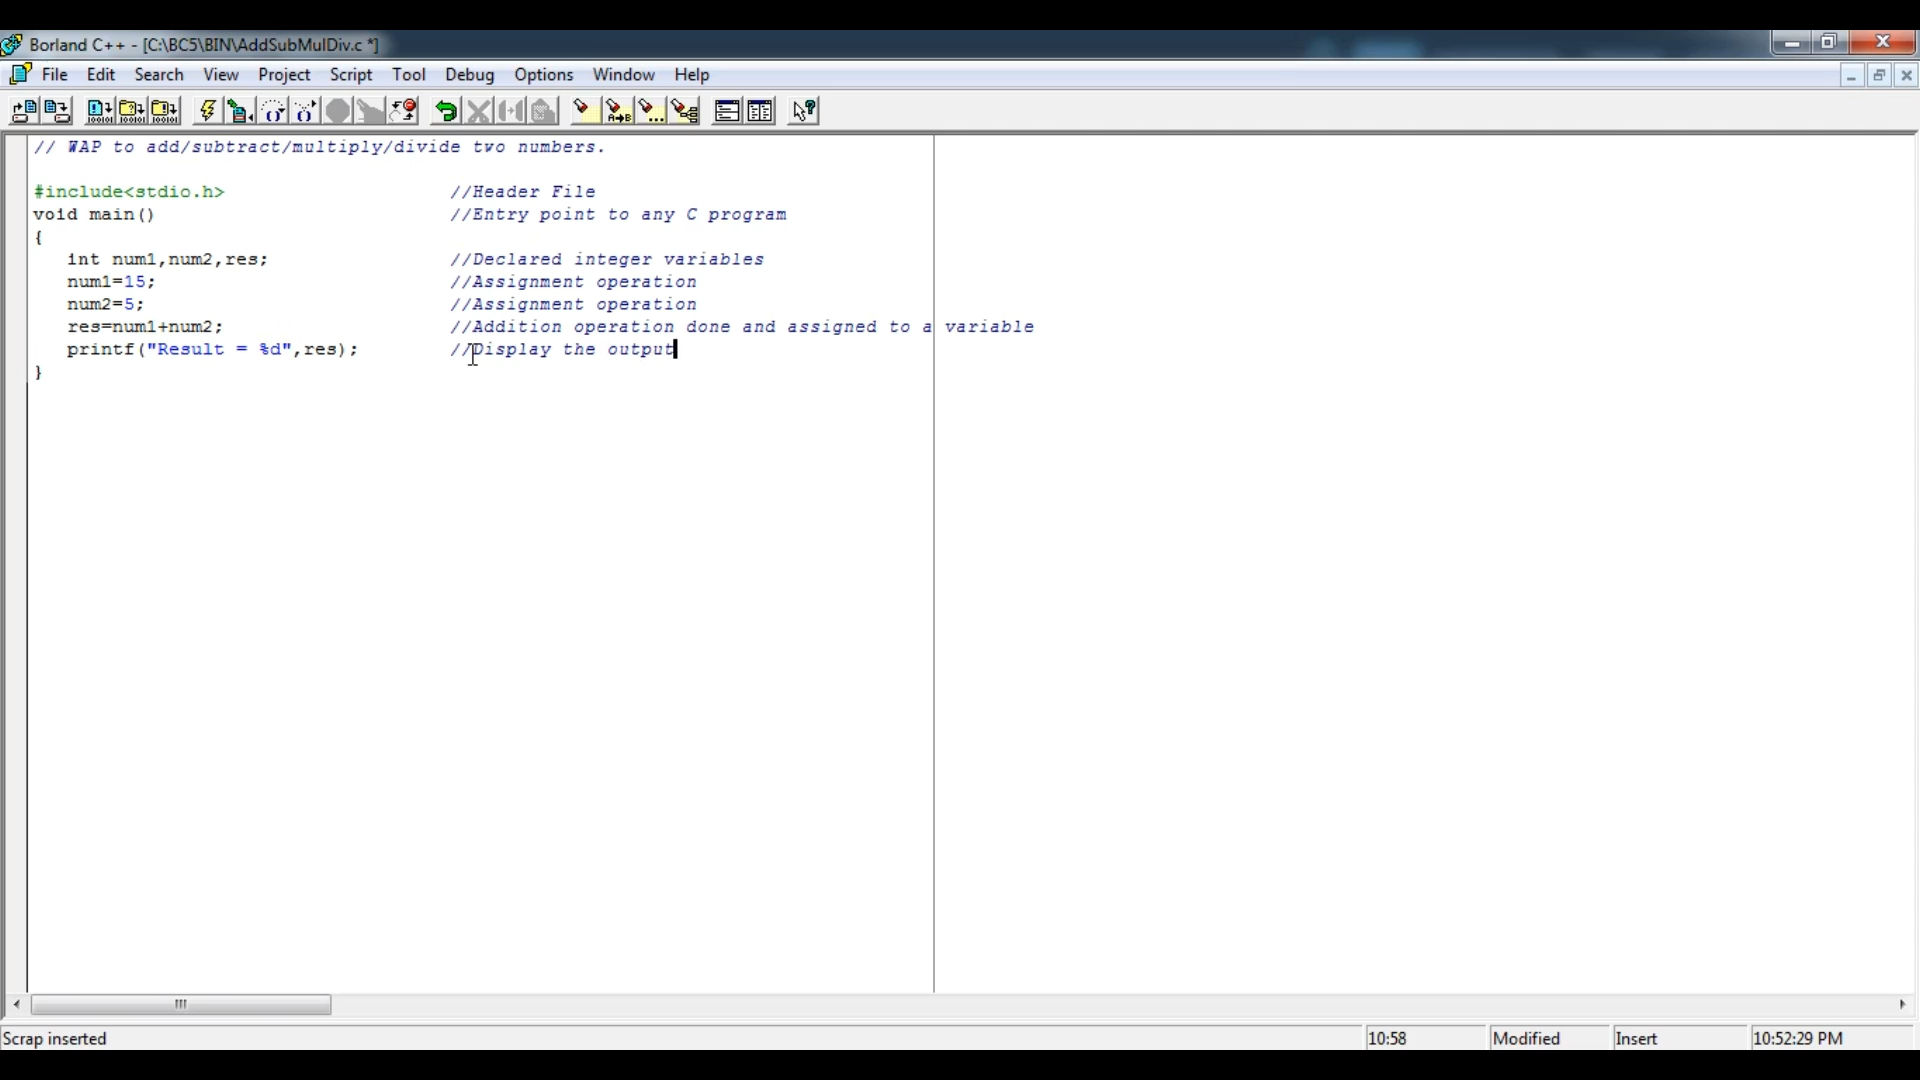 Borland C++ - [C:\BC5\BIN\AddSubMulDiv.c *]
File Edit Search View Project Script Tool Debug Options Window Help
// WAP to add/subtract/multiply/divide two numbers.
#include<stdio.h> //Header File
void main() //Entry point to any C program
{
int num1,num2,res; //Declared integer variables
num1=15; //Assignment operation
num2=5; //Assignment operation
res=num1+num2; //Addition operation done and assigned to a variable
printf("Result = %d",res); //Display the output
}
Scrap inserted 10:58 Modified Insert 10:52:29 PM